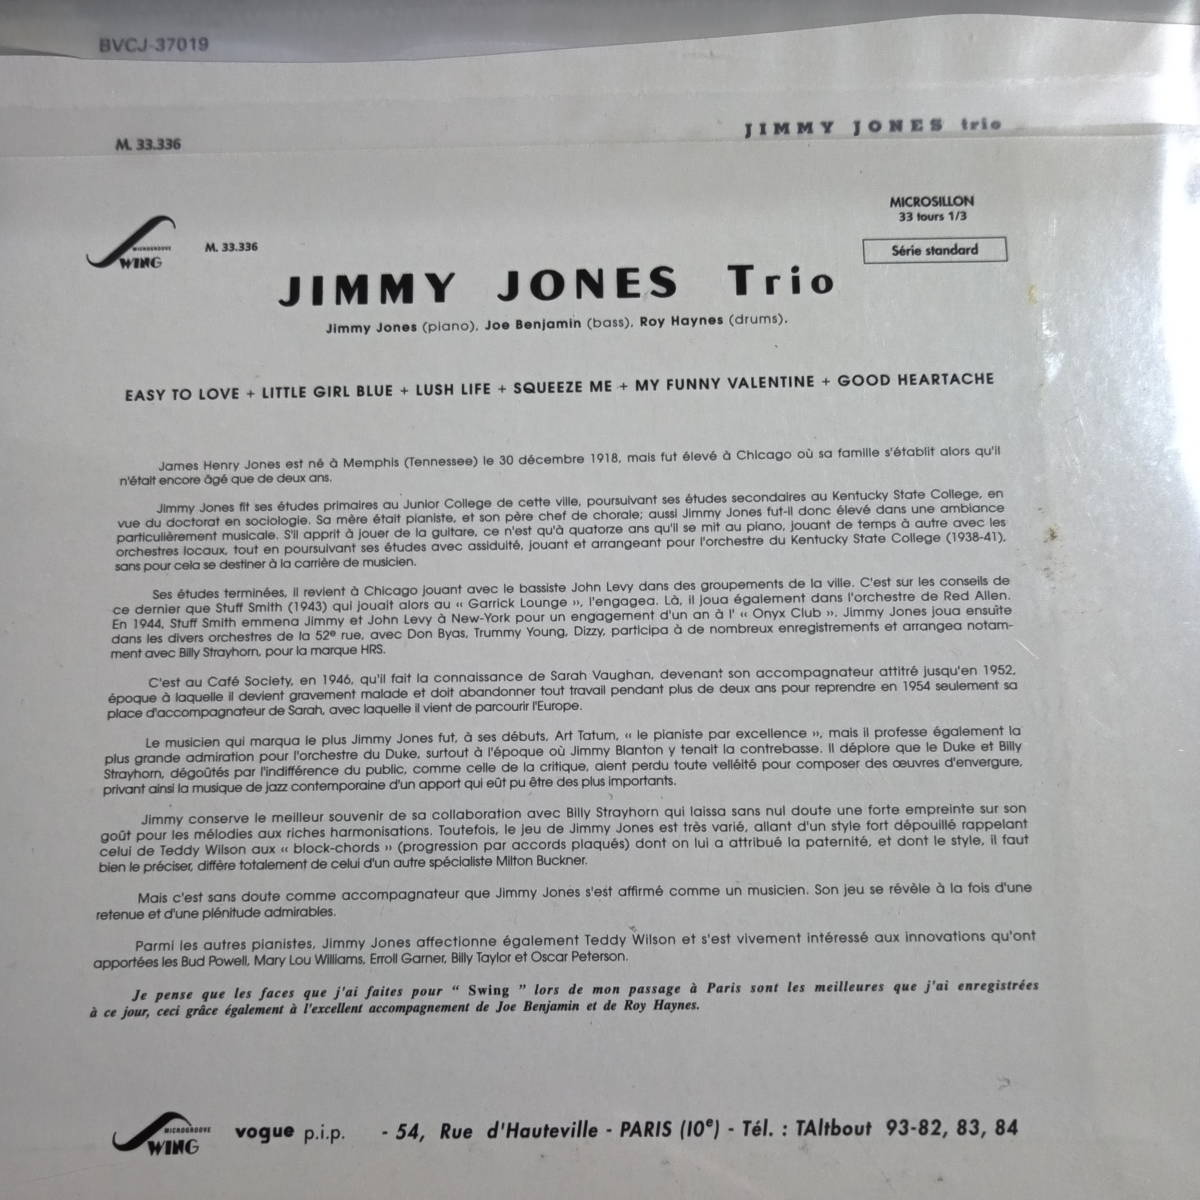 BVCJ-37019
JIMMY JONES trio
M. 33.336
MICROSILLON
33 tours 1/3
Série standard
MICROGROOVE
SWING
M. 33.336
JIMMY JONES Trio
Jimmy Jones (piano), Joe Benjamin (bass), Roy Haynes (drums).
EASY TO LOVE + LITTLE GIRL BLUE + LUSH LIFE + SQUEEZE ME + MY FUNNY VALENTINE + GOOD HEARTACHE
James Henry Jones est né à Memphis (Tennessee) le 30 décembre 1918, mais fut élevé à Chicago où sa famille s'établit alors qu'il
n'était encore âgé que de deux ans.
Jimmy Jones fit ses études primaires au Junior College de cette ville, poursuivant ses études secondaires au Kentucky State College, en
vue du doctorat en sociologie. Sa mère était pianiste, et son père chef de chorale; aussi Jimmy Jones fut-il donc élevé dans une ambiance
particulièrement musicale. S'il apprit à jouer de la guitare, ce n'est qu'à quatorze ans qu'il se mit au piano, jouant de temps à autre avec les
orchestres locaux, tout en poursuivant ses études avec assiduité, jouant et arrangeant pour l'orchestre du Kentucky State College (1938-41),
sans pour cela se destiner à la carrière de musicien.
Ses études terminées, il revient à Chicago jouant avec le bassiste John Levy dans des groupements de la ville. C'est sur les conseils de
ce dernier que Stuff Smith (1943) qui jouait alors au « Garrick Lounge », l'engagea. Là, il joua également dans l'orchestre de Red Allen.
En 1944, Stuff Smith emmena Jimmy et John Levy à New-York pour un engagement d'un an à l' « Onyx Club ». Jimmy Jones joua ensuite
dans les divers orchestres de la 52e rue, avec Don Byas, Trummy Young, Dizzy, participa à de nombreux enregistrements et arrangea notam-
ment avec Billy Strayhorn, pour la marque HRS.
C'est au Café Society, en 1946, qu'il fait la connaissance de Sarah Vaughan, devenant son accompagnateur attitré jusqu'en 1952,
époque à laquelle il devient gravement malade et doit abandonner tout travail pendant plus de deux ans pour reprendre en 1954 seulement sa
place d'accompagnateur de Sarah, avec laquelle il vient de parcourir l'Europe.
Le musicien qui marqua le plus Jimmy Jones fut, à ses débuts, Art Tatum, « le pianiste par excellence », mais il professe également la
plus grande admiration pour l'orchestre du Duke, surtout à l'époque où Jimmy Blanton y tenait la contrebasse. Il déplore que le Duke et Billy
Strayhorn, dégoûtés par l'indifférence du public, comme celle de la critique, aient perdu toute velléité pour composer des œuvres d'envergure,
privant ainsi la musique de jazz contemporaine d'un apport qui eût pu être des plus importants.
Jimmy conserve le meilleur souvenir de sa collaboration avec Billy Strayhorn qui laissa sans nul doute une forte empreinte sur son
goût pour les mélodies aux riches harmonisations. Toutefois, le jeu de Jimmy Jones est très varié, allant d'un style fort dépouillé rappelant
celui de Teddy Wilson aux « block-chords » (progression par accords plaqués) dont on lui a attribué la paternité, et dont le style, il faut
bien le préciser, diffère totalement de celui d'un autre spécialiste Milton Buckner.
Mais c'est sans doute comme accompagnateur que Jimmy Jones s'est affirmé comme un musicien. Son jeu se révèle à la fois d'une
retenue et d'une plénitude admirables.
Parmi les autres pianistes, Jimmy Jones affectionne également Teddy Wilson et s'est vivement intéressé aux innovations qu'ont
apportées les Bud Powell, Mary Lou Williams, Erroll Garner, Billy Taylor et Oscar Peterson.
Je pense que les faces que j'ai faites pour “ Swing ” lors de mon passage à Paris sont les meilleures que j'ai enregistrées
à ce jour, ceci grâce également à l'excellent accompagnement de Joe Benjamin et de Roy Haynes.
MICROGROOVE
SWING
vogue p.i.p. - 54, Rue d'Hauteville - PARIS (10e) - Tél. : TAItbout 93-82, 83, 84